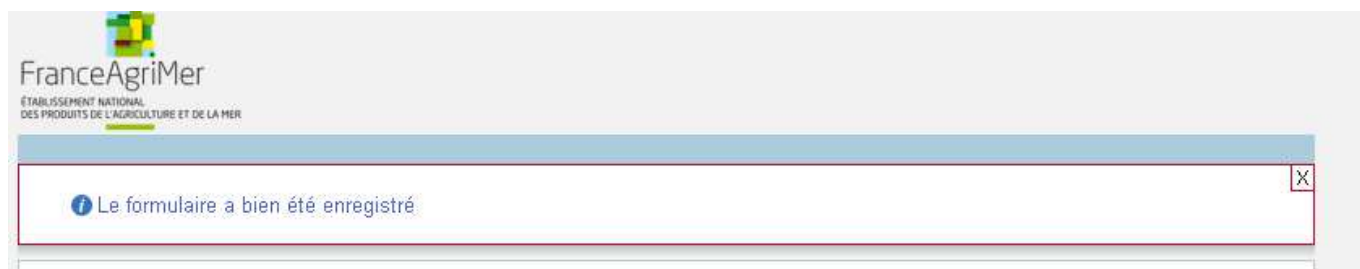 FranceAgriMer
ÉTABLISSEMENT NATIONAL
DES PRODUITS DE L'AGRICULTURE ET DE LA MER
X
Le formulaire a bien été enregistré